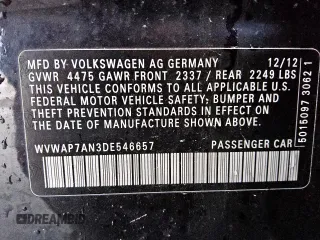 MFD BY VOLKSWAGEN AG GERMANY 12/12
GVWR 4475 GAWR FRONT 2337 / REAR 2249 LBS
THIS VEHICLE CONFORMS TO ALL APPLICABLE U.S.
FEDERAL MOTOR VEHICLE SAFETY, BUMPER AND
THEFT PREVENTION STANDARDS IN EFFECT ON THE
DATE OF MANUFACTURE SHOWN ABOVE.
WVWAP7AN3DE546657 PASSENGER CAR
5015097 30621
DREAMBID